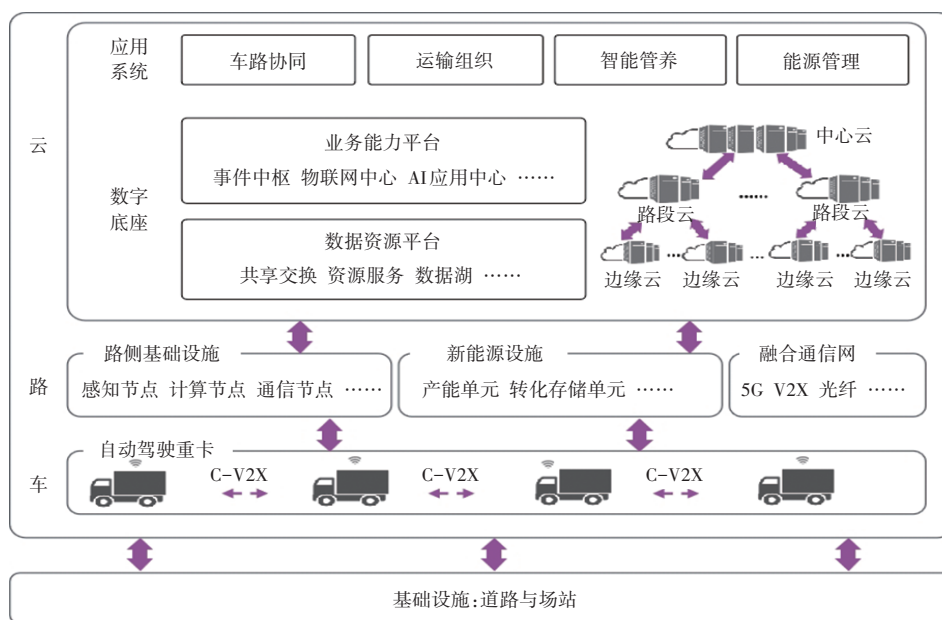 应用
系统
车路协同
运输组织
智能管养
能源管理
云
数字
底座
业务能力平台
事件中枢 物联网中心 AI应用中心 ……
数据资源平台
共享交换 资源服务 数据湖 ……
中心云
……
路段云
路段云
… … …
边缘云
边缘云
边缘云
边缘云
路
路侧基础设施
感知节点 计算节点 通信节点 ……
新能源设施
产能单元 转化存储单元 ……
融合通信网
5G V2X 光纤 ……
车
自动驾驶重卡
C-V2X
C-V2X
C-V2X
基础设施:道路与场站